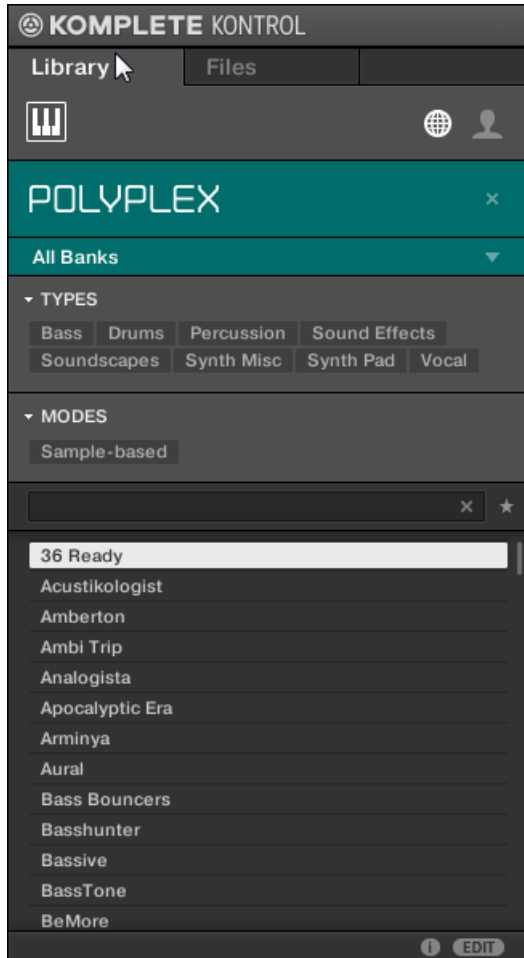 KOMPLETE KONTROL
Library Files
POLYPLEX
All Banks
TYPES
Bass Drums Percussion Sound Effects
Soundscapes Synth Misc Synth Pad Vocal
MODES
Sample-based
36 Ready
Acustikologist
Amberton
Ambi Trip
Analogista
Apocalyptic Era
Arminya
Aural
Bass Bouncers
Basshunter
Bassive
BassTone
BeMore
i EDIT